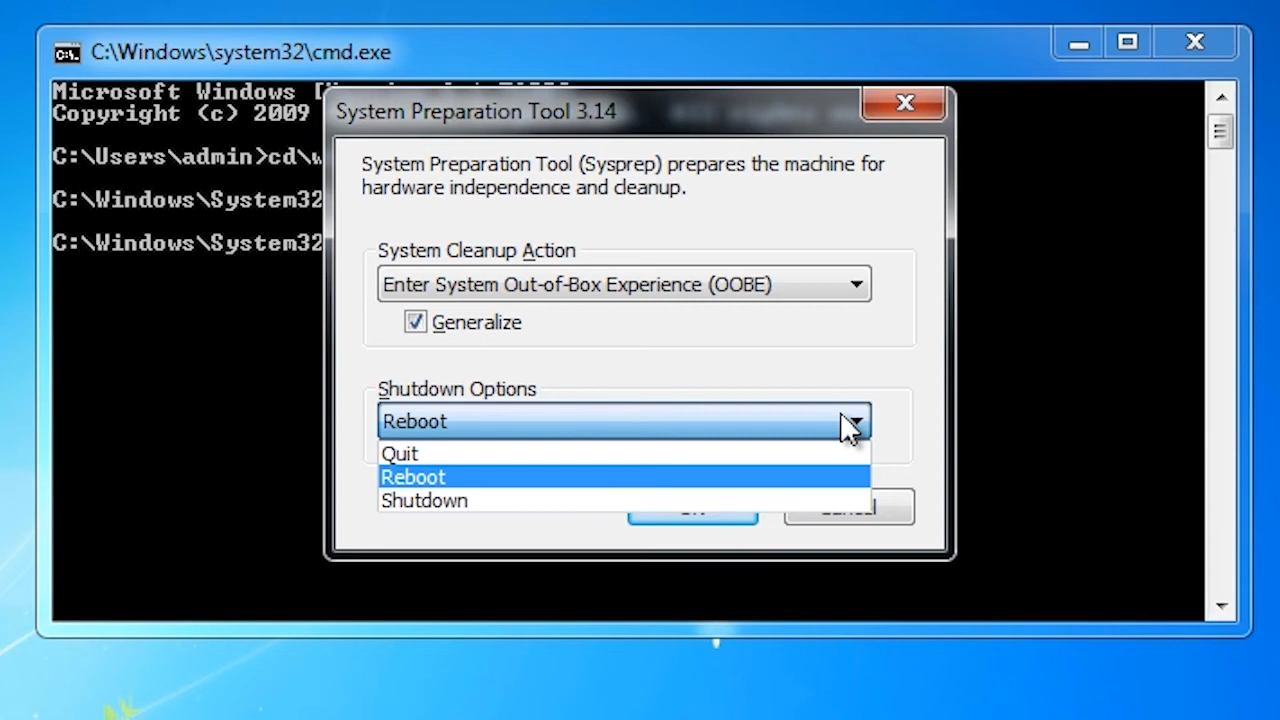 C:\Windows\system32\cmd.exe
Microsoft Windows
Copyright (c) 2009
C:\Users\admin>cd\
C:\Windows\System32
C:\Windows\System32
System Preparation Tool 3.14
System Preparation Tool (Sysprep) prepares the machine for
hardware independence and cleanup.
System Cleanup Action
Enter System Out-of-Box Experience (OOBE)
Generalize
Shutdown Options
Reboot
Quit
Reboot
Shutdown